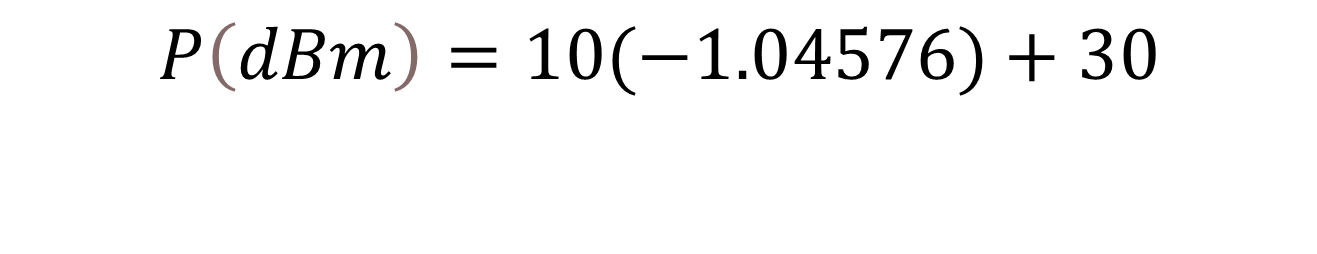 P(dBm) = 10(−1.04576) + 30